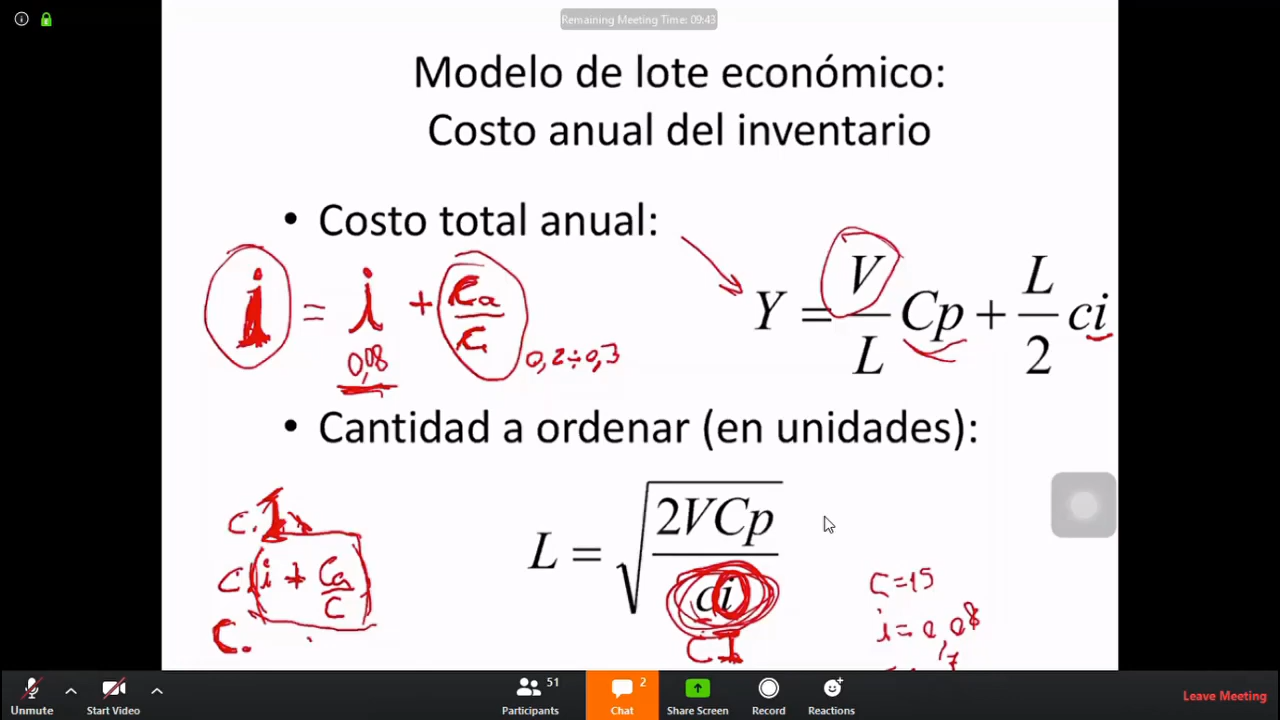 Remaining Meeting Time: 09:43
Modelo de lote económico:
Costo anual del inventario
• Costo total anual:
i = i + Ca/C
0,08
0,2÷0,3
Y = V/L Cp + L/2 ci
• Cantidad a ordenar (en unidades):
L = √(2VCp/ci)
CI
C.I
C(i + Ca/C)
C.
C=15
i=0,08
Unmute
Start Video
Participants 51
Chat 2
Share Screen
Record
Reactions
Leave Meeting